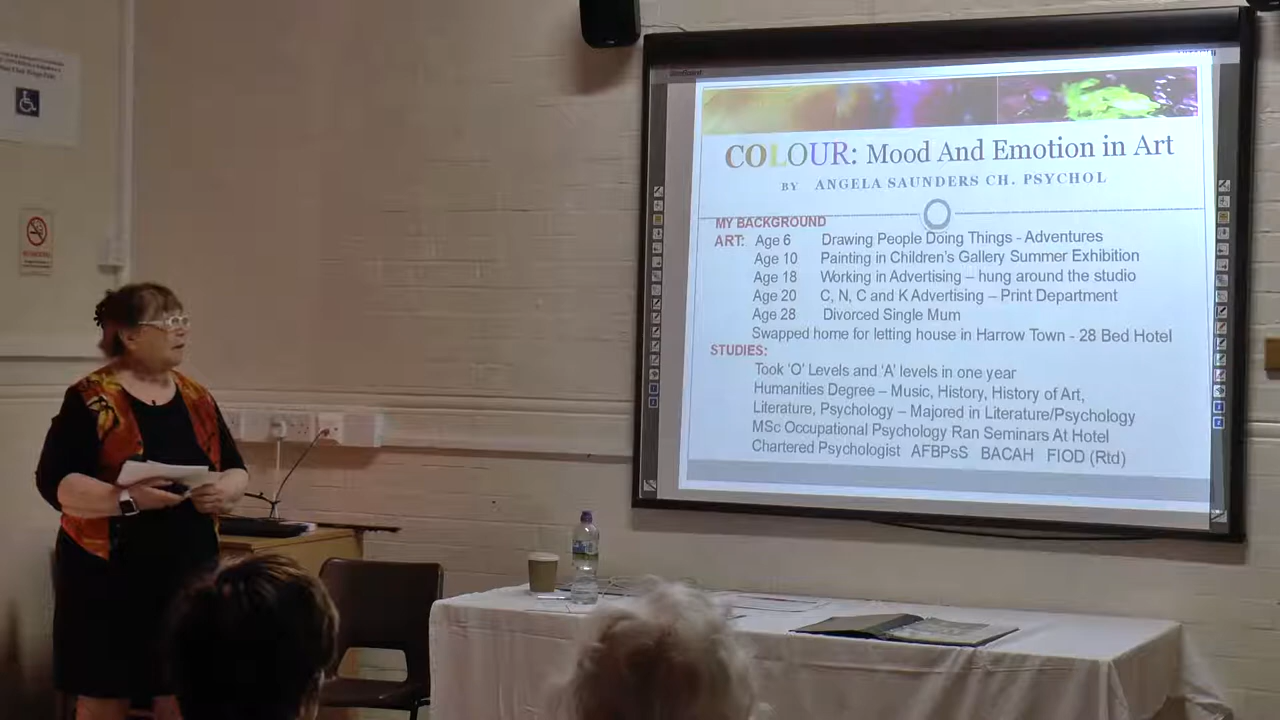 COLOUR: Mood And Emotion in Art
BY ANGELA SAUNDERS CH. PSYCHOL
MY BACKGROUND
ART: Age 6 Drawing People Doing Things - Adventures
Age 10 Painting in Children's Gallery Summer Exhibition
Age 18 Working in Advertising – hung around the studio
Age 20 C, N, C and K Advertising – Print Department
Age 28 Divorced Single Mum
Swapped home for letting house in Harrow Town - 28 Bed Hotel
STUDIES:
Took 'O' Levels and 'A' levels in one year
Humanities Degree – Music, History, History of Art,
Literature, Psychology – Majored in Literature/Psychology
MSc Occupational Psychology Ran Seminars At Hotel
Chartered Psychologist AFBPsS BACAH FIOD (Rtd)